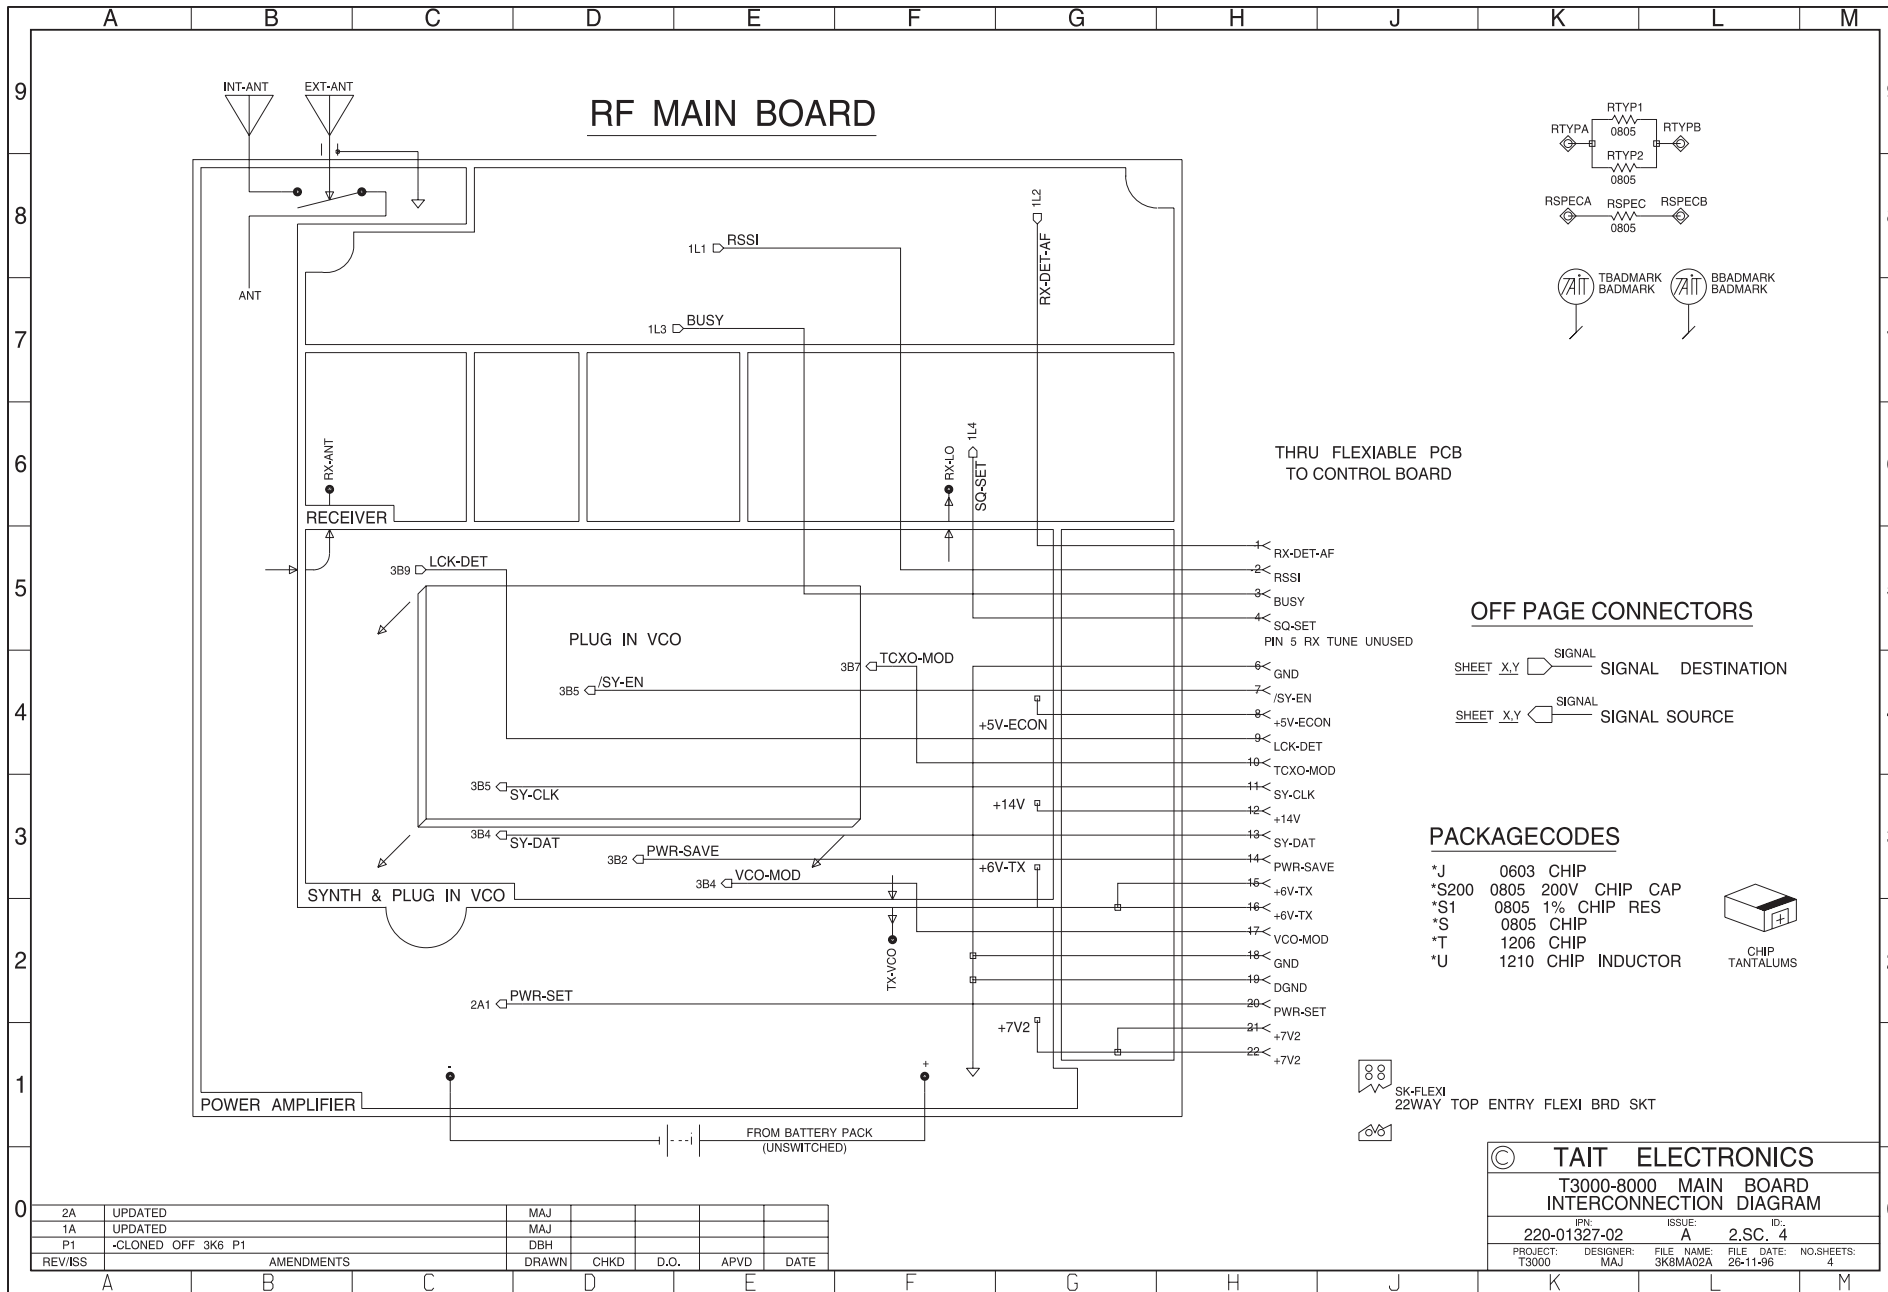 A B C D E F G H J K L M
9
8
7
6
5
4
3
2
1
0
RF MAIN BOARD
INT-ANT EXT-ANT
ANT
1L1 RSSI
1L2
RX-DET-AF
1L3 BUSY
1L4
SQ-SET
RX-ANT
RX-LO
RECEIVER
3B9 LCK-DET
PLUG IN VCO
3B7 TCXO-MOD
3B5 /SY-EN
+5V-ECON
3B5 SY-CLK
+14V
3B4 SY-DAT
3B2 PWR-SAVE
+6V-TX
3B4 VCO-MOD
SYNTH & PLUG IN VCO
TX-VCO
2A1 PWR-SET
+7V2
- +
POWER AMPLIFIER
FROM BATTERY PACK
(UNSWITCHED)
RTYP1
0805
RTYPA RTYPB
RTYP2
0805
RSPECA RSPEC RSPECB
0805
TAIT TBADMARK
BADMARK
TAIT BBADMARK
BADMARK
THRU FLEXIABLE PCB
TO CONTROL BOARD
1 RX-DET-AF
2 RSSI
3 BUSY
4 SQ-SET
PIN 5 RX TUNE UNUSED
6 GND
7 /SY-EN
8 +5V-ECON
9 LCK-DET
10 TCXO-MOD
11 SY-CLK
12 +14V
13 SY-DAT
14 PWR-SAVE
15 +6V-TX
16 +6V-TX
17 VCO-MOD
18 GND
19 DGND
20 PWR-SET
21 +7V2
22 +7V2
OFF PAGE CONNECTORS
SHEET X,Y SIGNAL SIGNAL DESTINATION
SHEET X,Y SIGNAL SIGNAL SOURCE
PACKAGECODES
*J 0603 CHIP
*S200 0805 200V CHIP CAP
*S1 0805 1% CHIP RES
*S 0805 CHIP
*T 1206 CHIP
*U 1210 CHIP INDUCTOR
+
CHIP
TANTALUMS
SK-FLEXI
22WAY TOP ENTRY FLEXI BRD SKT
© TAIT ELECTRONICS
T3000-8000 MAIN BOARD
INTERCONNECTION DIAGRAM
IPN: ISSUE: ID:.
220-01327-02 A 2.SC. 4
PROJECT: DESIGNER: FILE NAME: FILE DATE: NO.SHEETS:
T3000 MAJ 3K8MA02A 26-11-96 4
2A UPDATED MAJ
1A UPDATED MAJ
P1 -CLONED OFF 3K6 P1 DBH
REV/ISS AMENDMENTS DRAWN CHKD D.O. APVD DATE
A B C D E F G H J K L M